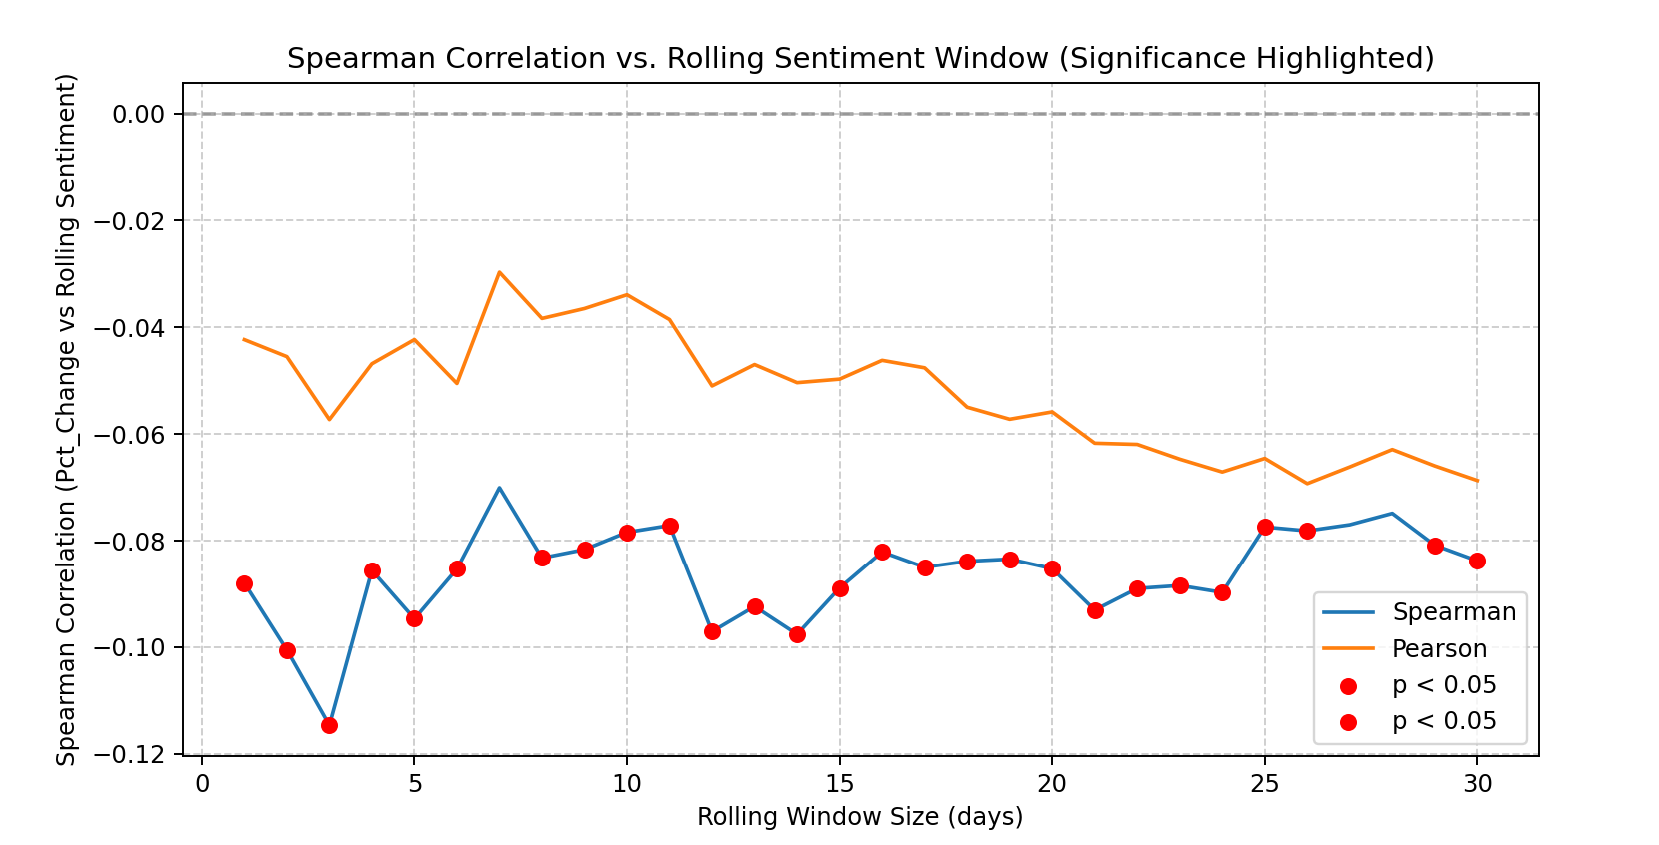 Spearman Correlation vs. Rolling Sentiment Window (Significance Highlighted)
Spearman Correlation (Pct_Change vs Rolling Sentiment)
0.00
−0.02
−0.04
−0.06
−0.08
−0.10
−0.12
Spearman
Pearson
p < 0.05
p < 0.05
0 5 10 15 20 25 30
Rolling Window Size (days)